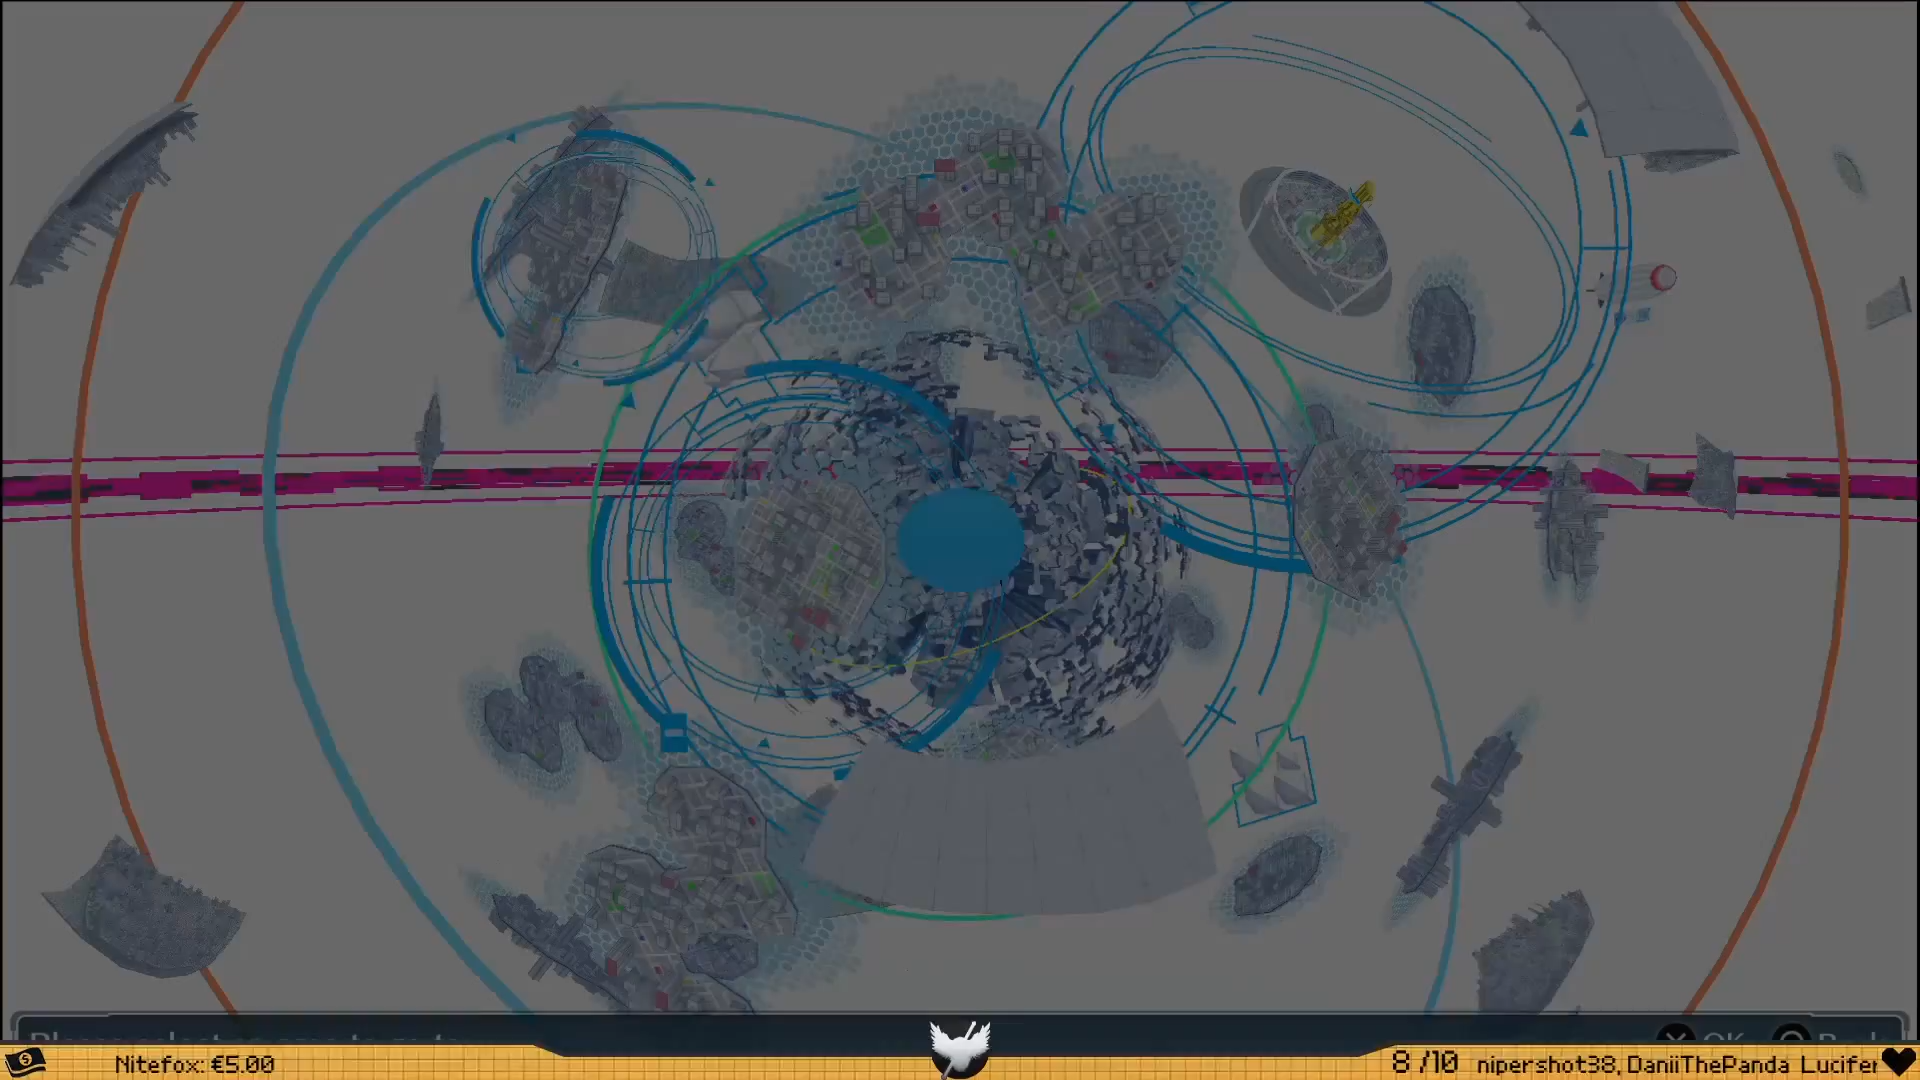 Nitefox: €5.00
8 /10
nipershot38, DaniiThePanda Lucifer